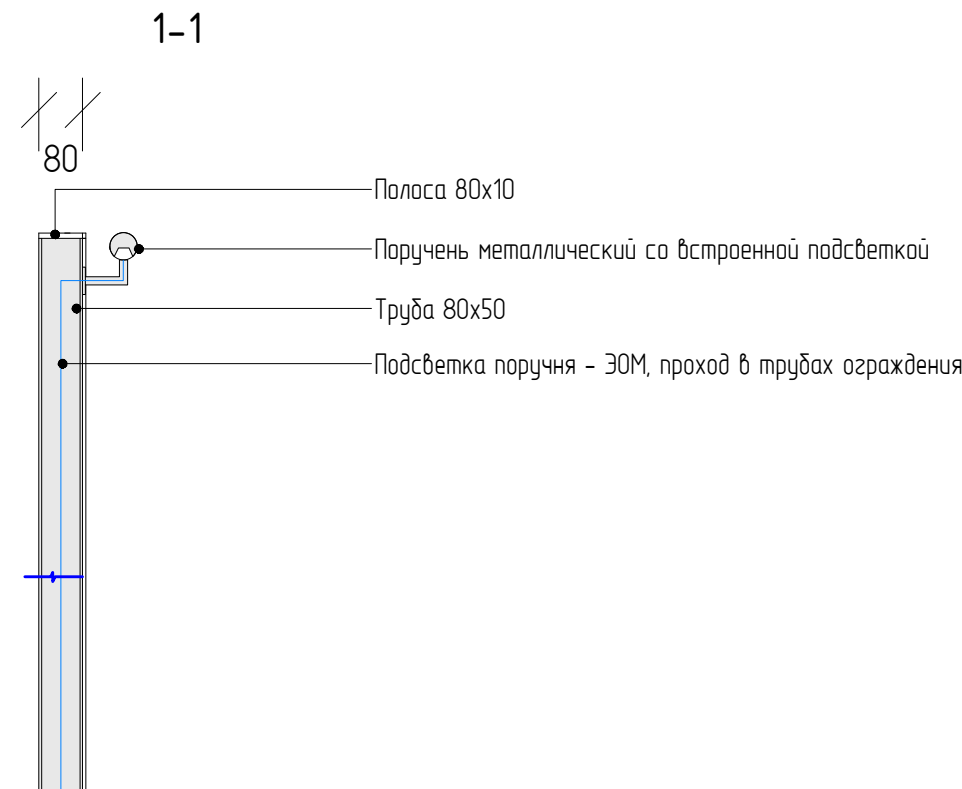 1-1
80
Полоса 80х10
Поручень металлический со встроенной подсветкой
Труба 80х50
Подсветка поручня - ЭОМ, проход в трубах ограждения